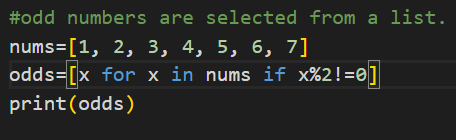 #odd numbers are selected from a list.
nums=[1, 2, 3, 4, 5, 6, 7]
odds=[x for x in nums if x%2!=0]
print(odds)